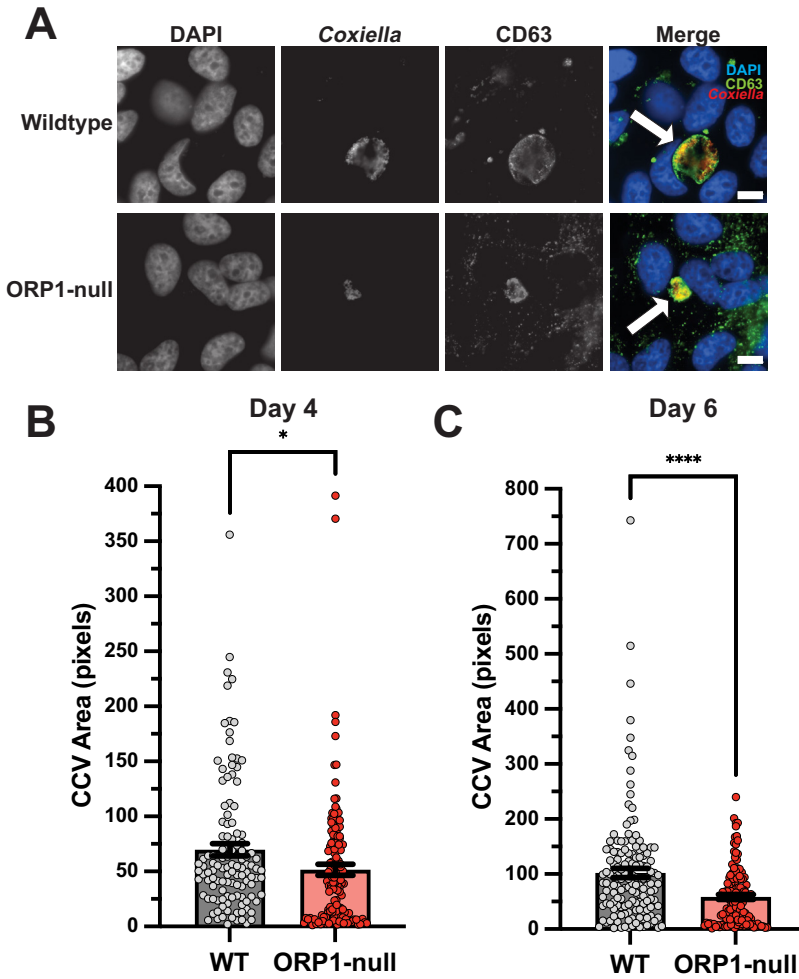 A
DAPI Coxiella CD63 Merge
Wildtype
DAPI
CD63
Coxiella
ORP1-null
B
Day 4
*
CCV Area (pixels)
400
350
300
250
200
150
100
50
0
WT ORP1-null
C
Day 6
****
CCV Area (pixels)
800
700
600
500
400
300
200
100
0
WT ORP1-null